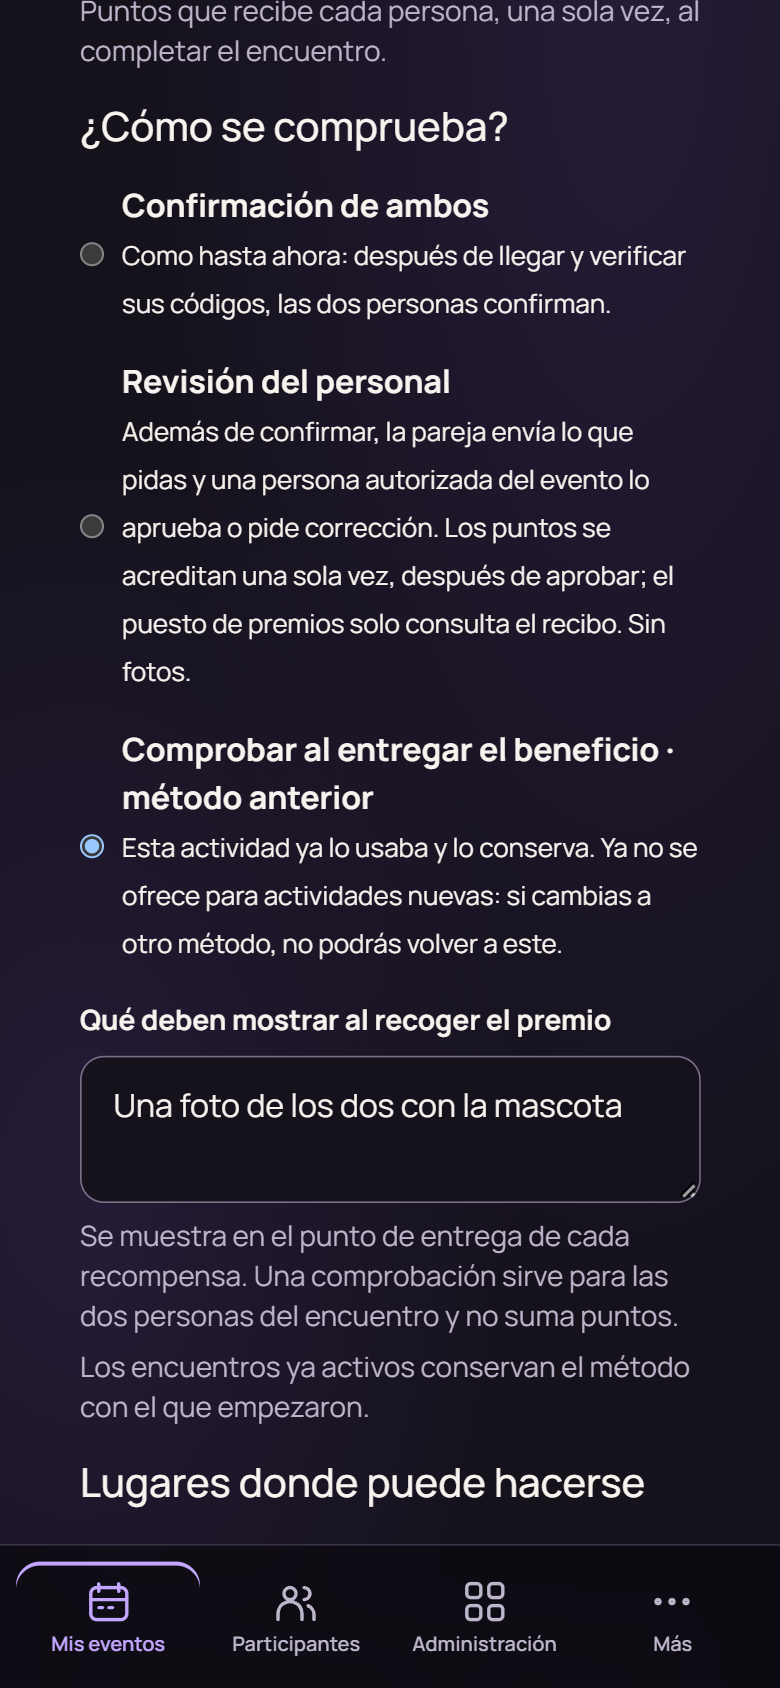 Puntos que recibe cada persona, una sola vez, al
completar el encuentro.
¿Cómo se comprueba?
Confirmación de ambos
Como hasta ahora: después de llegar y verificar
sus códigos, las dos personas confirman.
Revisión del personal
Además de confirmar, la pareja envía lo que
pidas y una persona autorizada del evento lo
aprueba o pide corrección. Los puntos se
acreditan una sola vez, después de aprobar; el
puesto de premios solo consulta el recibo. Sin
fotos.
Comprobar al entregar el beneficio ·
método anterior
Esta actividad ya lo usaba y lo conserva. Ya no se
ofrece para actividades nuevas: si cambias a
otro método, no podrás volver a este.
Qué deben mostrar al recoger el premio
Una foto de los dos con la mascota
Se muestra en el punto de entrega de cada
recompensa. Una comprobación sirve para las
dos personas del encuentro y no suma puntos.
Los encuentros ya activos conservan el método
con el que empezaron.
Lugares donde puede hacerse
Mis eventos
Participantes
Administración
Más